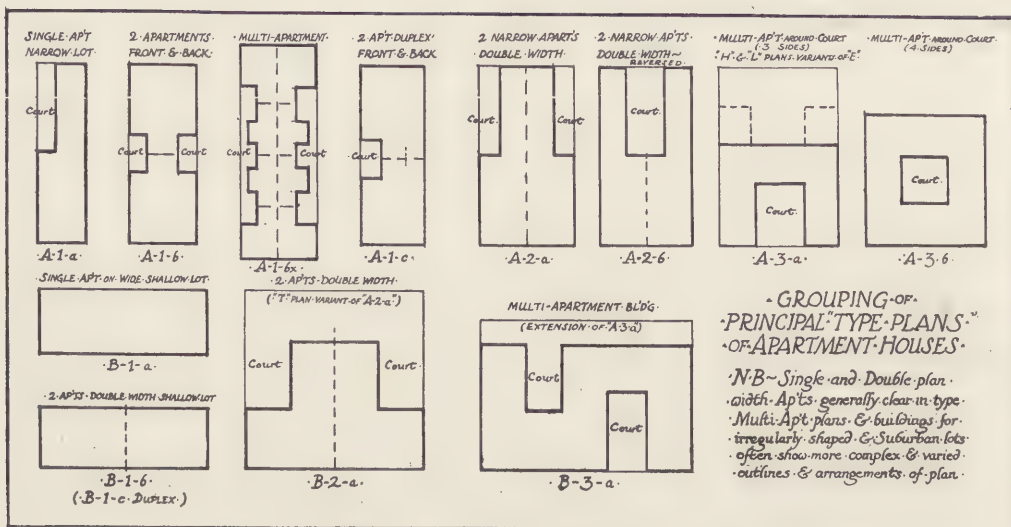 SINGLE AP'T
NARROW LOT.
Court
A-1-a
2 APARTMENTS
FRONT & BACK
Court
Court
A-1-6
MULTI-APARTMENT
Court
Court
A-1-6x
2 AP'T DUPLEX
FRONT & BACK
Court
A-1-c
2 NARROW APART'S
DOUBLE WIDTH
Court
Court
A-2-a
2 NARROW AP'TS
DOUBLE WIDTH~
REVERSED
Court
A-2-6
MULTI-AP'T AROUND COURT
(3 SIDES)
"H" & "L" PLANS VARIANTS OF "E"
Court
A-3-a
MULTI-AP'T AROUND COURT
(4 SIDES)
Court
A-3-6
SINGLE APT ON WIDE SHALLOW LOT
B-1-a
2 AP'TS DOUBLE WIDTH SHALLOW LOT
B-1-6
(B-1-c DUPLEX)
2 AP'TS DOUBLE WIDTH
("T" PLAN VARIANT OF "A-2-a")
Court
Court
B-2-a
MULTI-APARTMENT BL'D'G
(EXTENSION OF "A-3-a")
Court
Court
B-3-a
GROUPING OF
PRINCIPAL "TYPE PLANS"
OF APARTMENT HOUSES
N·B~ Single and Double plan
width Ap'ts generally clear in type
Multi-Ap't plans & buildings for
irregularly shaped & Suburban lots
often show more complex & varied
outlines & arrangements of plan